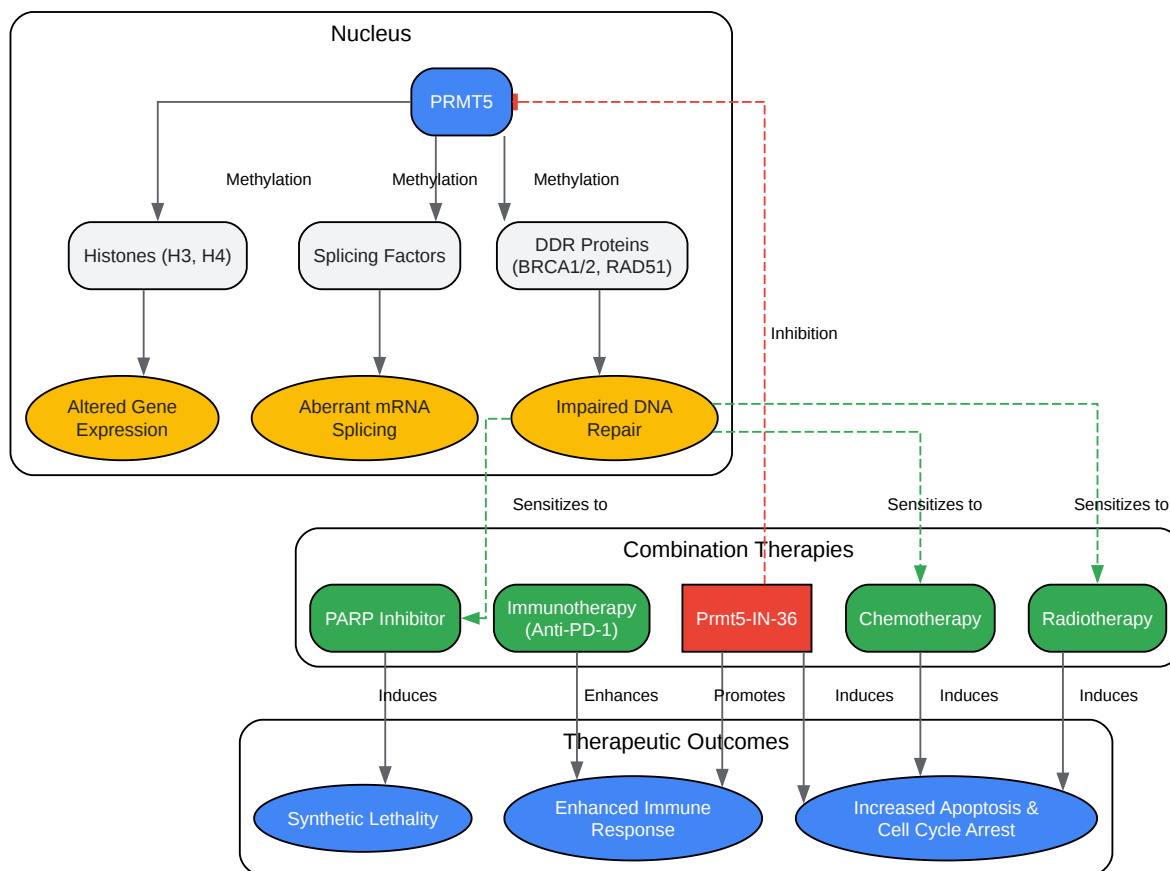 Nucleus
PRMT5
Methylation
Methylation
Methylation
Histones (H3, H4)
Splicing Factors
DDR Proteins
(BRCA1/2, RAD51)
Inhibition
Altered Gene
Expression
Aberrant mRNA
Splicing
Impaired DNA
Repair
Sensitizes to
Sensitizes to
Sensitizes to
Combination Therapies
PARP Inhibitor
Immunotherapy
(Anti-PD-1)
Prmt5-IN-36
Chemotherapy
Radiotherapy
Induces
Enhances
Promotes
Induces
Induces
Induces
Therapeutic Outcomes
Synthetic Lethality
Enhanced Immune
Response
Increased Apoptosis &
Cell Cycle Arrest